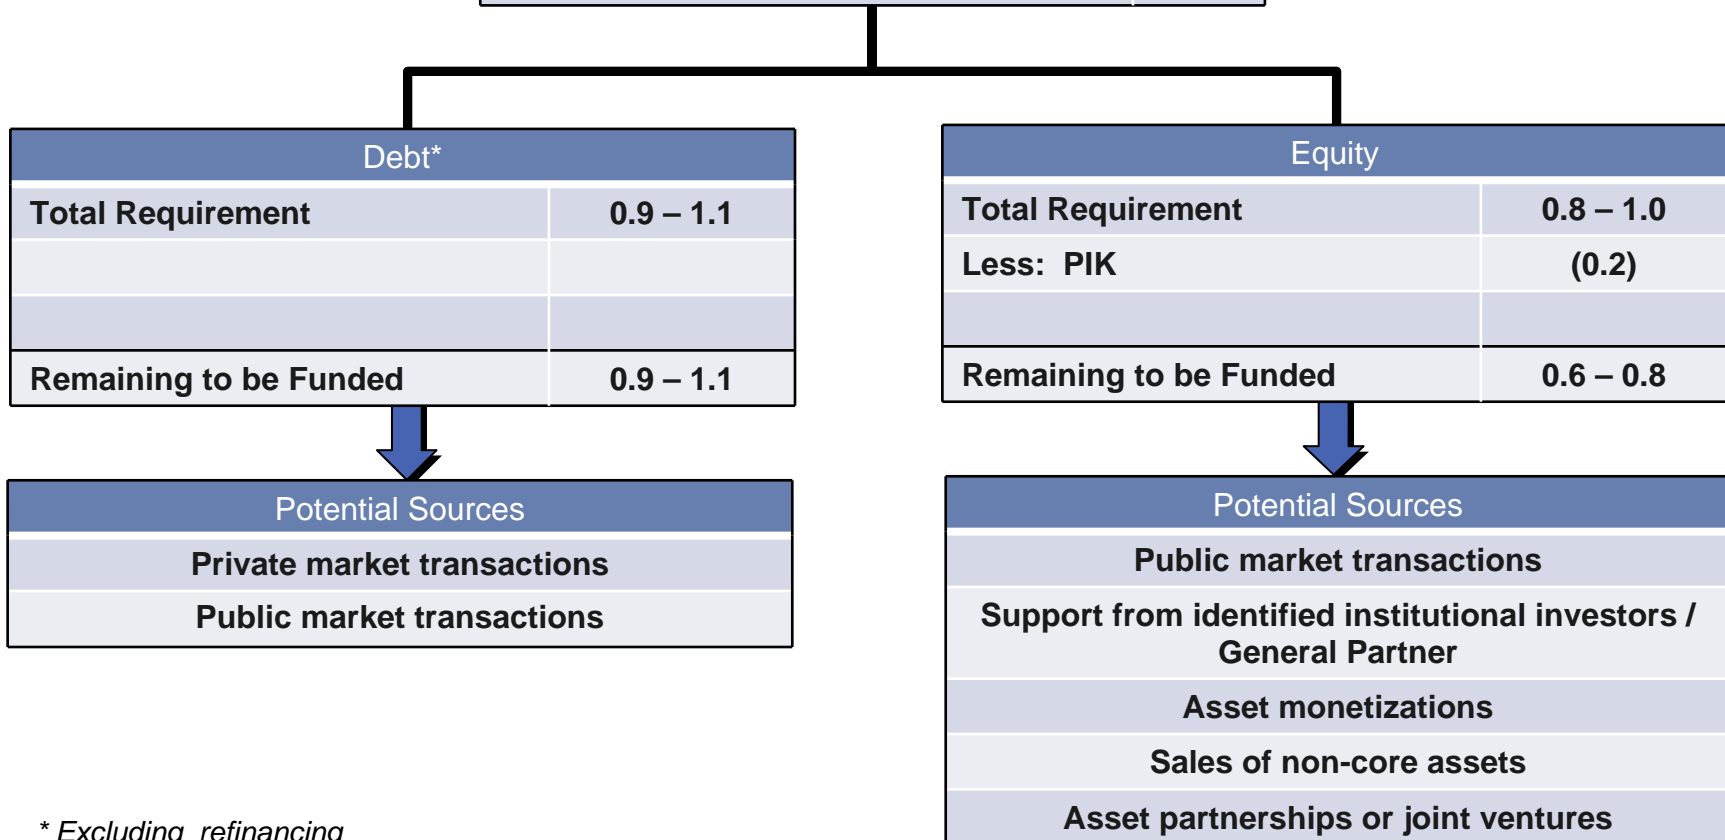 Debt*
Total Requirement 0.9 – 1.1
Remaining to be Funded 0.9 – 1.1
Potential Sources
Private market transactions
Public market transactions
* Excluding refinancing
Equity
Total Requirement 0.8 – 1.0
Less: PIK (0.2)
Remaining to be Funded 0.6 – 0.8
Potential Sources
Public market transactions
Support from identified institutional investors /
General Partner
Asset monetizations
Sales of non-core assets
Asset partnerships or joint ventures